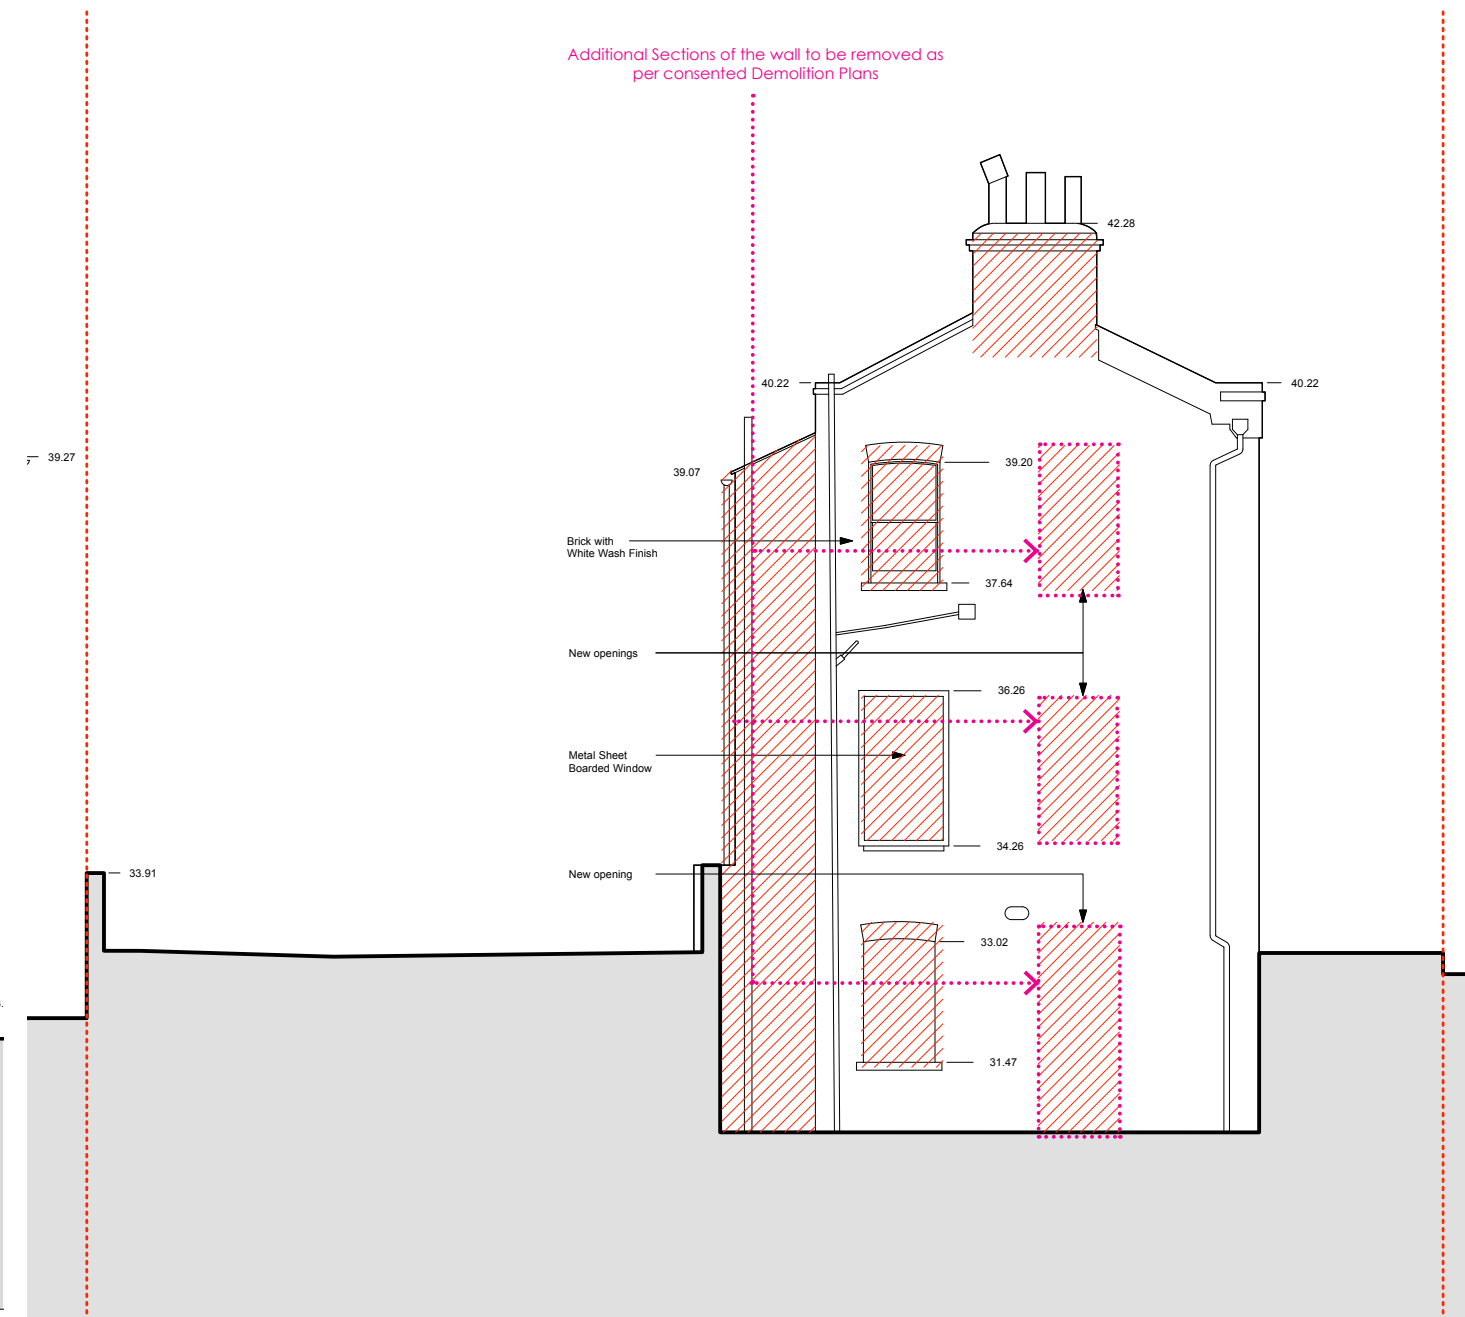 Additional Sections of the wall to be removed as
per consented Demolition Plans
42.28
40.22
40.22
39.27
39.07
39.20
Brick with
White Wash Finish
37.64
New openings
36.26
Metal Sheet
Boarded Window
34.26
33.91
New opening
33.02
31.47